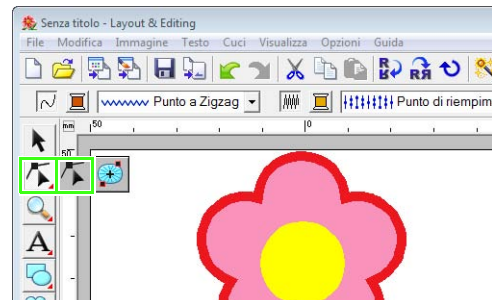 Senza titolo - Layout & Editing
File Modifica Immagine Testo Cuci Visualizza Opzioni Guida
Punto a Zigzag Punto di riempim
mm 50 0
50
A